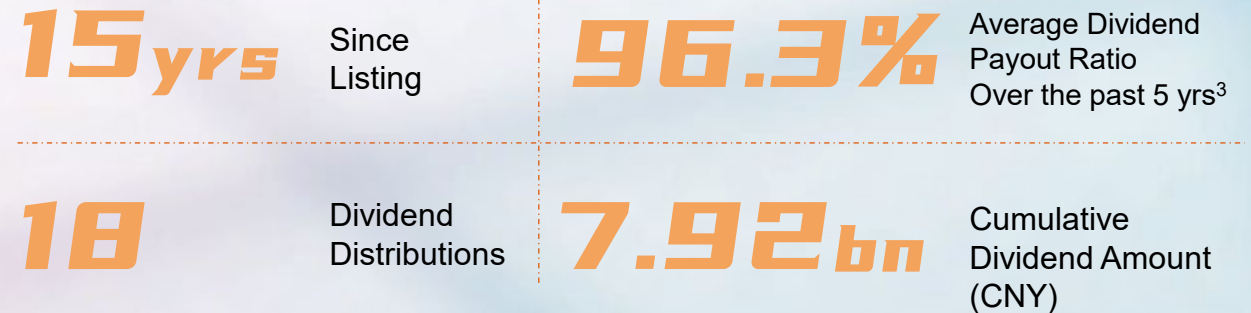 15yrs
Since
Listing
96.3%
Average Dividend
Payout Ratio
Over the past 5 yrs³
18
Dividend
Distributions
7.92bn
Cumulative
Dividend Amount
(CNY)